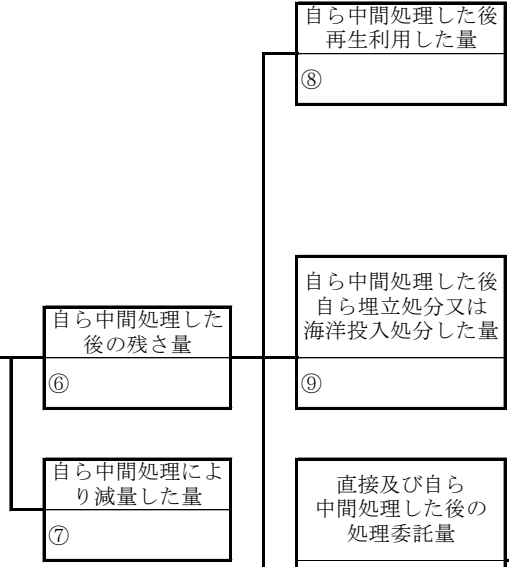 自ら中間処理した後
再生利用した量
⑧
自ら中間処理した後
自ら埋立処分又は
海洋投入処分した量
⑨
自ら中間処理した
後の残さ量
⑥
自ら中間処理によ
り減量した量
⑦
直接及び自ら
中間処理した後の
処理委託量